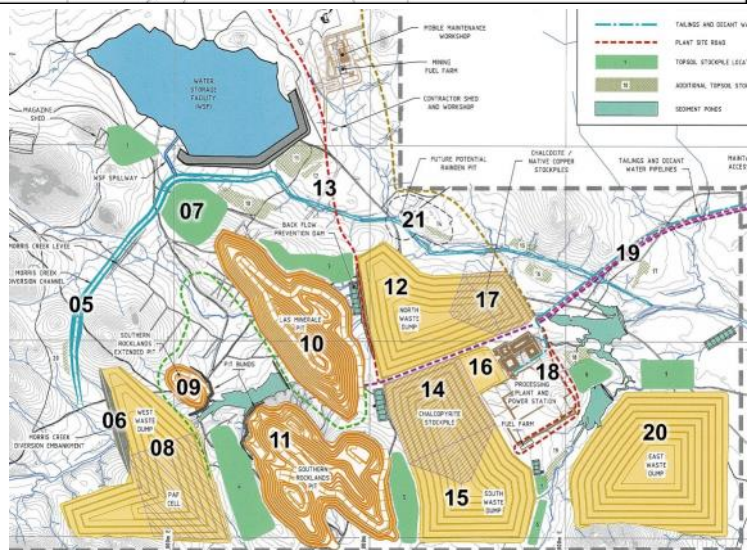 MOBILE MAINTENANCE
WORKSHOP
MINING
FUEL FARM
CONTRACTOR SHED
AND WORKSHOP
TAILINGS AND DECANT WA
PLANT SITE ROAD
TOPSOIL STOCKPILE LOCAT
ADDITIONAL TOPSOIL STOC
SEDIMENT PONDS
WATER
STORAGE
FACILITY
(WSF)
MAGAZINE
SHED
WSF SPILLWAY
13
FUTURE POTENTIAL
RAINDEN PIT
CHALCOCITE /
NATIVE COPPER
STOCKPILES
TAILINGS AND DECANT
WATER PIPELINES
MAINTA
ACCESS
07
21
BACK FLOW
PREVENTION DAM
19
MORRIS CREEK LEVEE
MORRIS CREEK
DIVERSION CHANNEL
05
12
NORTH
WASTE
DUMP
17
LAS MINERALE
PIT
10
SOUTHERN
ROCKLANDS
EXTENDED PIT
PIT BUNDS
09
16
18
PROCESSING
PLANT AND
POWER STATION
14
CHALCOPYRITE
STOCKPILE
FUEL FARM
06
WEST
WASTE
DUMP
08
MORRIS CREEK
DIVERSION EMBANKMENT
11
SOUTHERN
ROCKLANDS
PIT
20
EAST
WASTE
DUMP
PAF
CELL
15
SOUTH
WASTE
DUMP